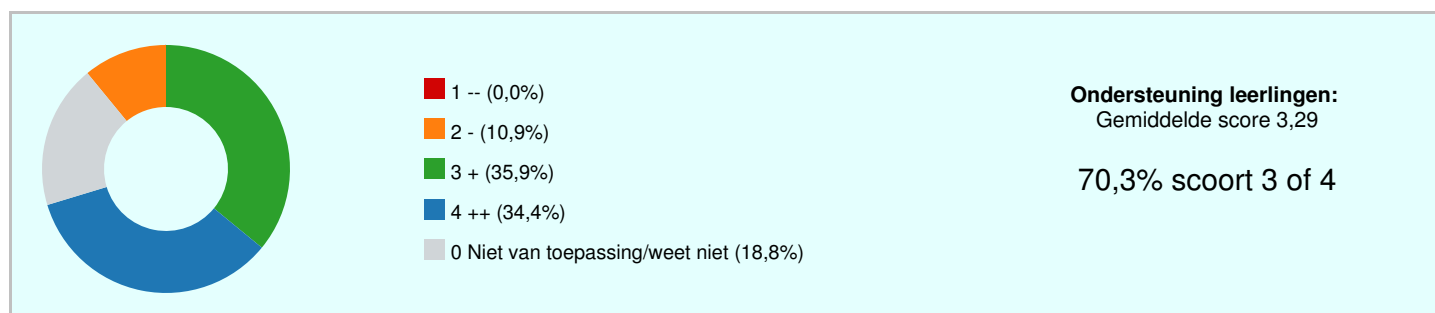 1 -- (0,0%)
2 - (10,9%)
3 + (35,9%)
4 ++ (34,4%)
0 Niet van toepassing/weet niet (18,8%)
Ondersteuning leerlingen:
Gemiddelde score 3,29
70,3% scoort 3 of 4